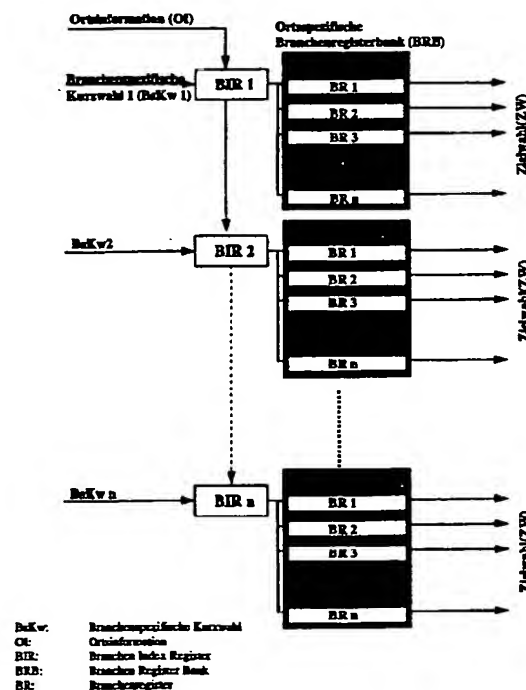 Ortsinformation (OI)
Ortsspezifische
Branchenregisterbank (BRB)
Branchenspezifische
Kurzwahl 1 (BsKw 1)
BIR 1
BR 1
BR 2
BR 3
BR n
Zielwahl(ZW)
BsKw2
BIR 2
BR 1
BR 2
BR 3
BR n
Zielwahl(ZW)
BsKw n
BIR n
BR 1
BR 2
BR 3
BR n
Zielwahl(ZW)
BsKw: Branchenspezifische Kurzwahl
OI: Ortsinformation
BIR: Branchen Index Register
BRB: Branchen Register Bank
BR: Branchenregister